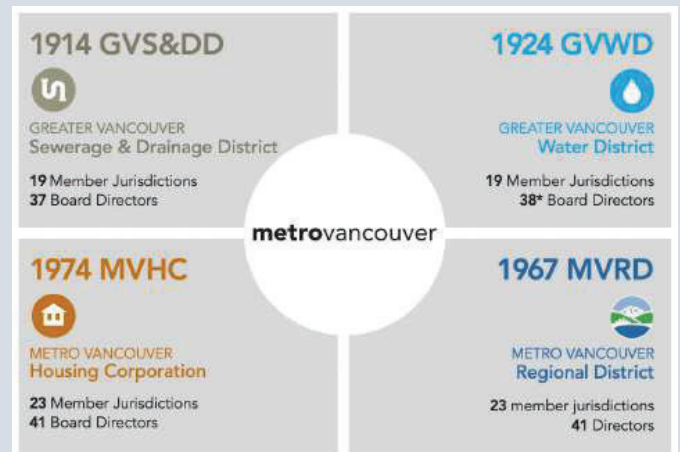 1914 GVS&DD
GREATER VANCOUVER
Sewerage & Drainage District
19 Member Jurisdictions
37 Board Directors
1924 GVWD
GREATER VANCOUVER
Water District
19 Member Jurisdictions
38* Board Directors
metrovancouver
1974 MVHC
METRO VANCOUVER
Housing Corporation
23 Member Jurisdictions
41 Board Directors
1967 MVRD
METRO VANCOUVER
Regional District
23 member jurisdictions
41 Directors